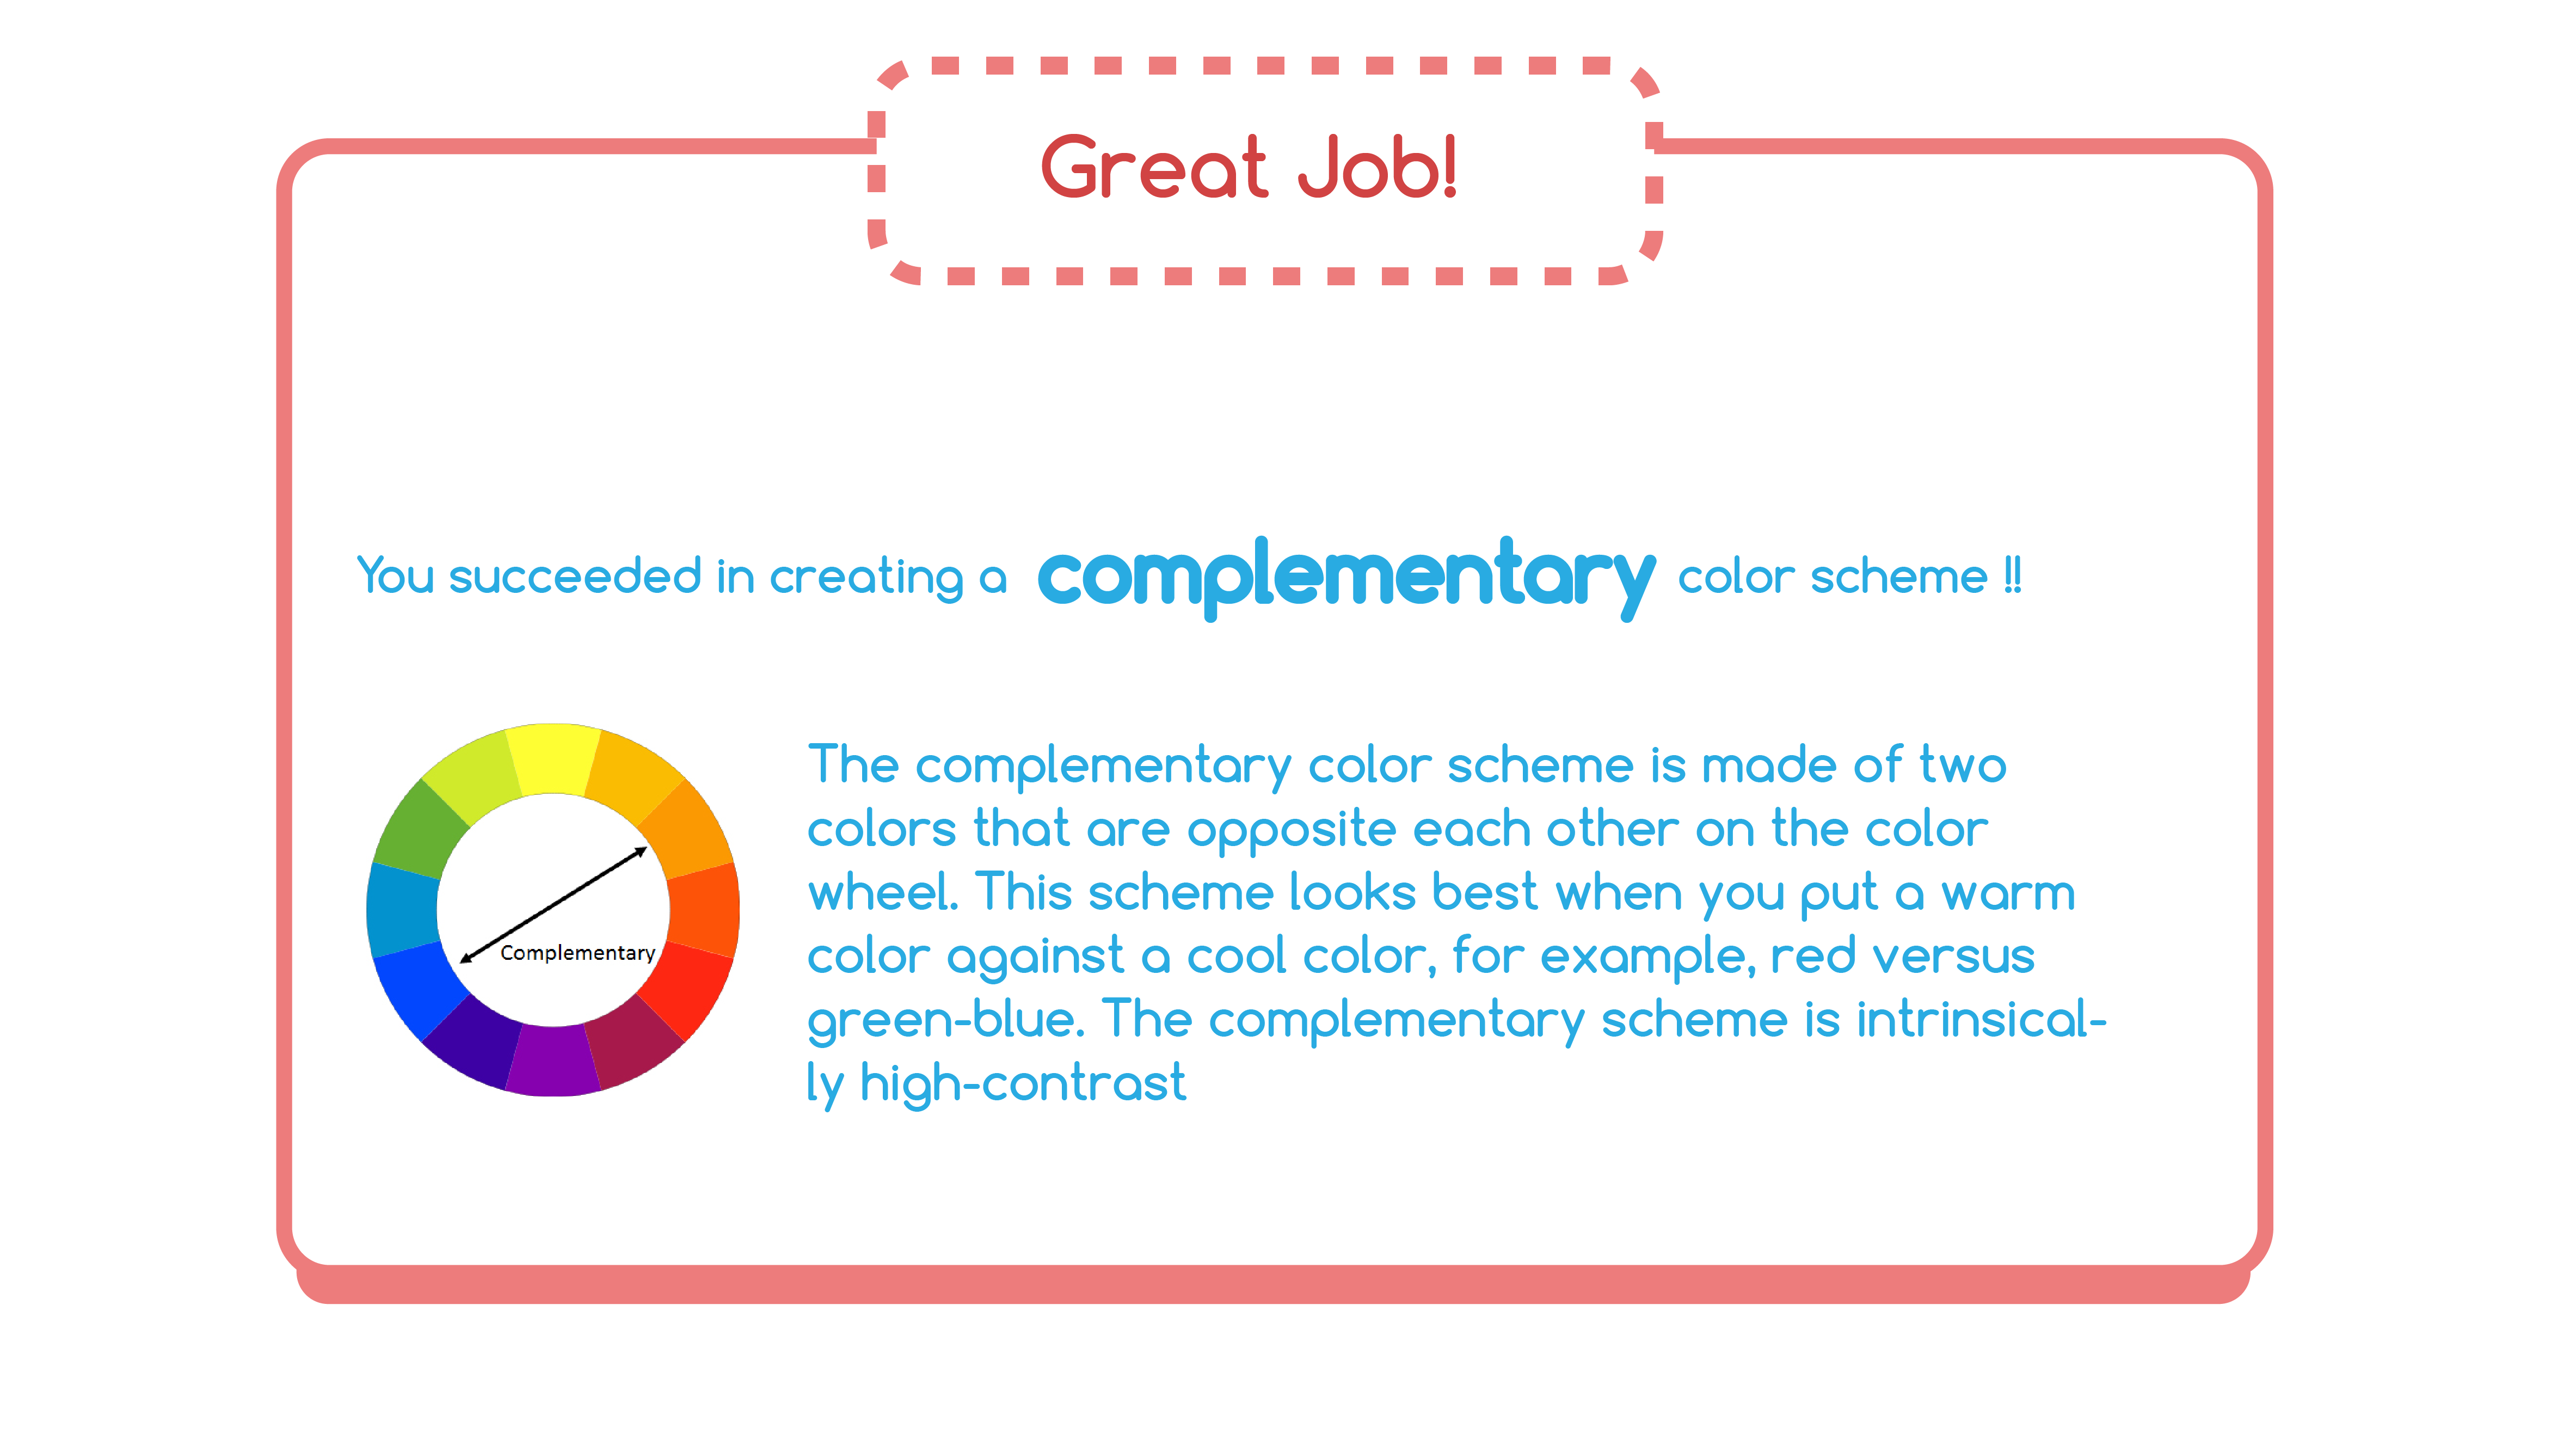 Great Job!
You succeeded in creating a complementary color scheme !!
Complementary
The complementary color scheme is made of two
colors that are opposite each other on the color
wheel. This scheme looks best when you put a warm
color against a cool color, for example, red versus
green-blue. The complementary scheme is intrinsical-
ly high-contrast